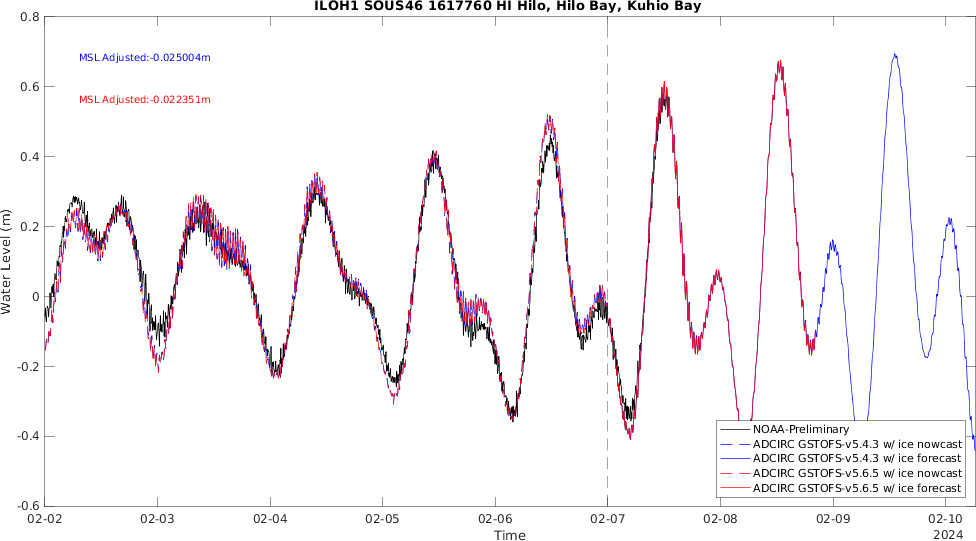 ILOH1 SOUS46 1617760 HI Hilo, Hilo Bay, Kuhio Bay
0.8
MSL Adjusted:-0.025004m
0.6
MSL Adjusted:-0.022351m
0.4
0.2
Water Level (m)
0
-0.2
-0.4
-0.6
NOAA-Preliminary
ADCIRC GSTOFS-v5.4.3 w/ ice nowcast
ADCIRC GSTOFS-v5.4.3 w/ ice forecast
ADCIRC GSTOFS-v5.6.5 w/ ice nowcast
ADCIRC GSTOFS-v5.6.5 w/ ice forecast
02-02 02-03 02-04 02-05 02-06 02-07 02-08 02-09 02-10
Time
2024